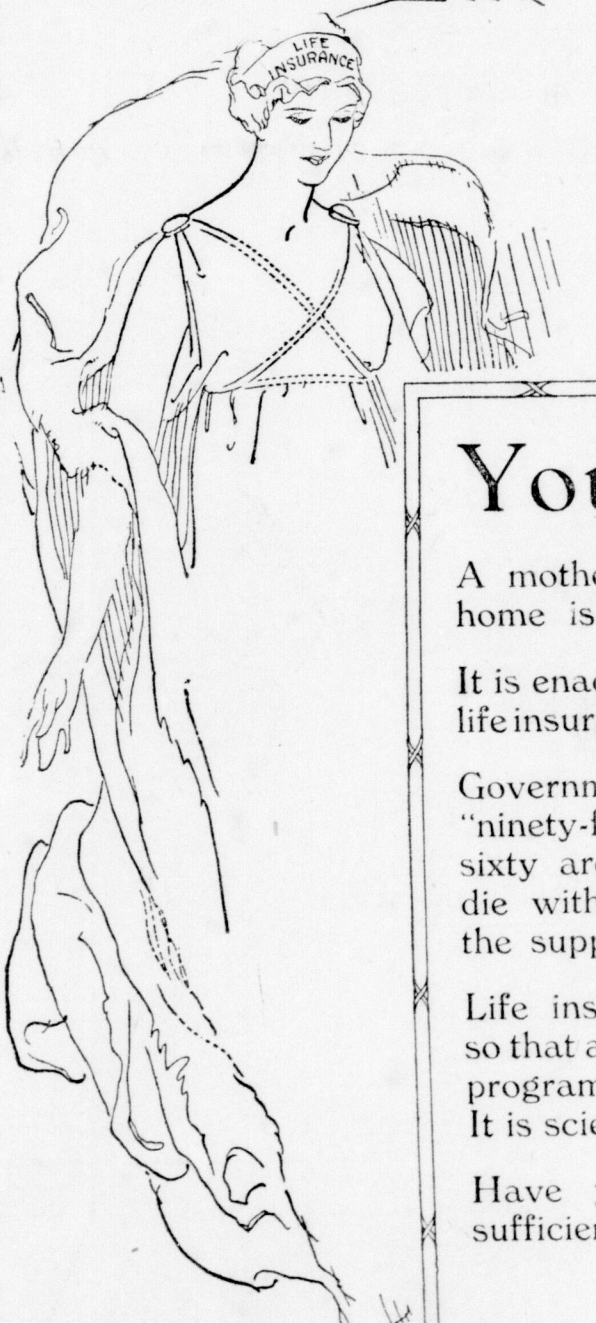 LIFE
INSURANCE
You
A mothe
home is
It is enac
life insur
Governm
"ninety-f
sixty are
die with
the supp
Life ins
so that a
program
It is scie
Have y
sufficien